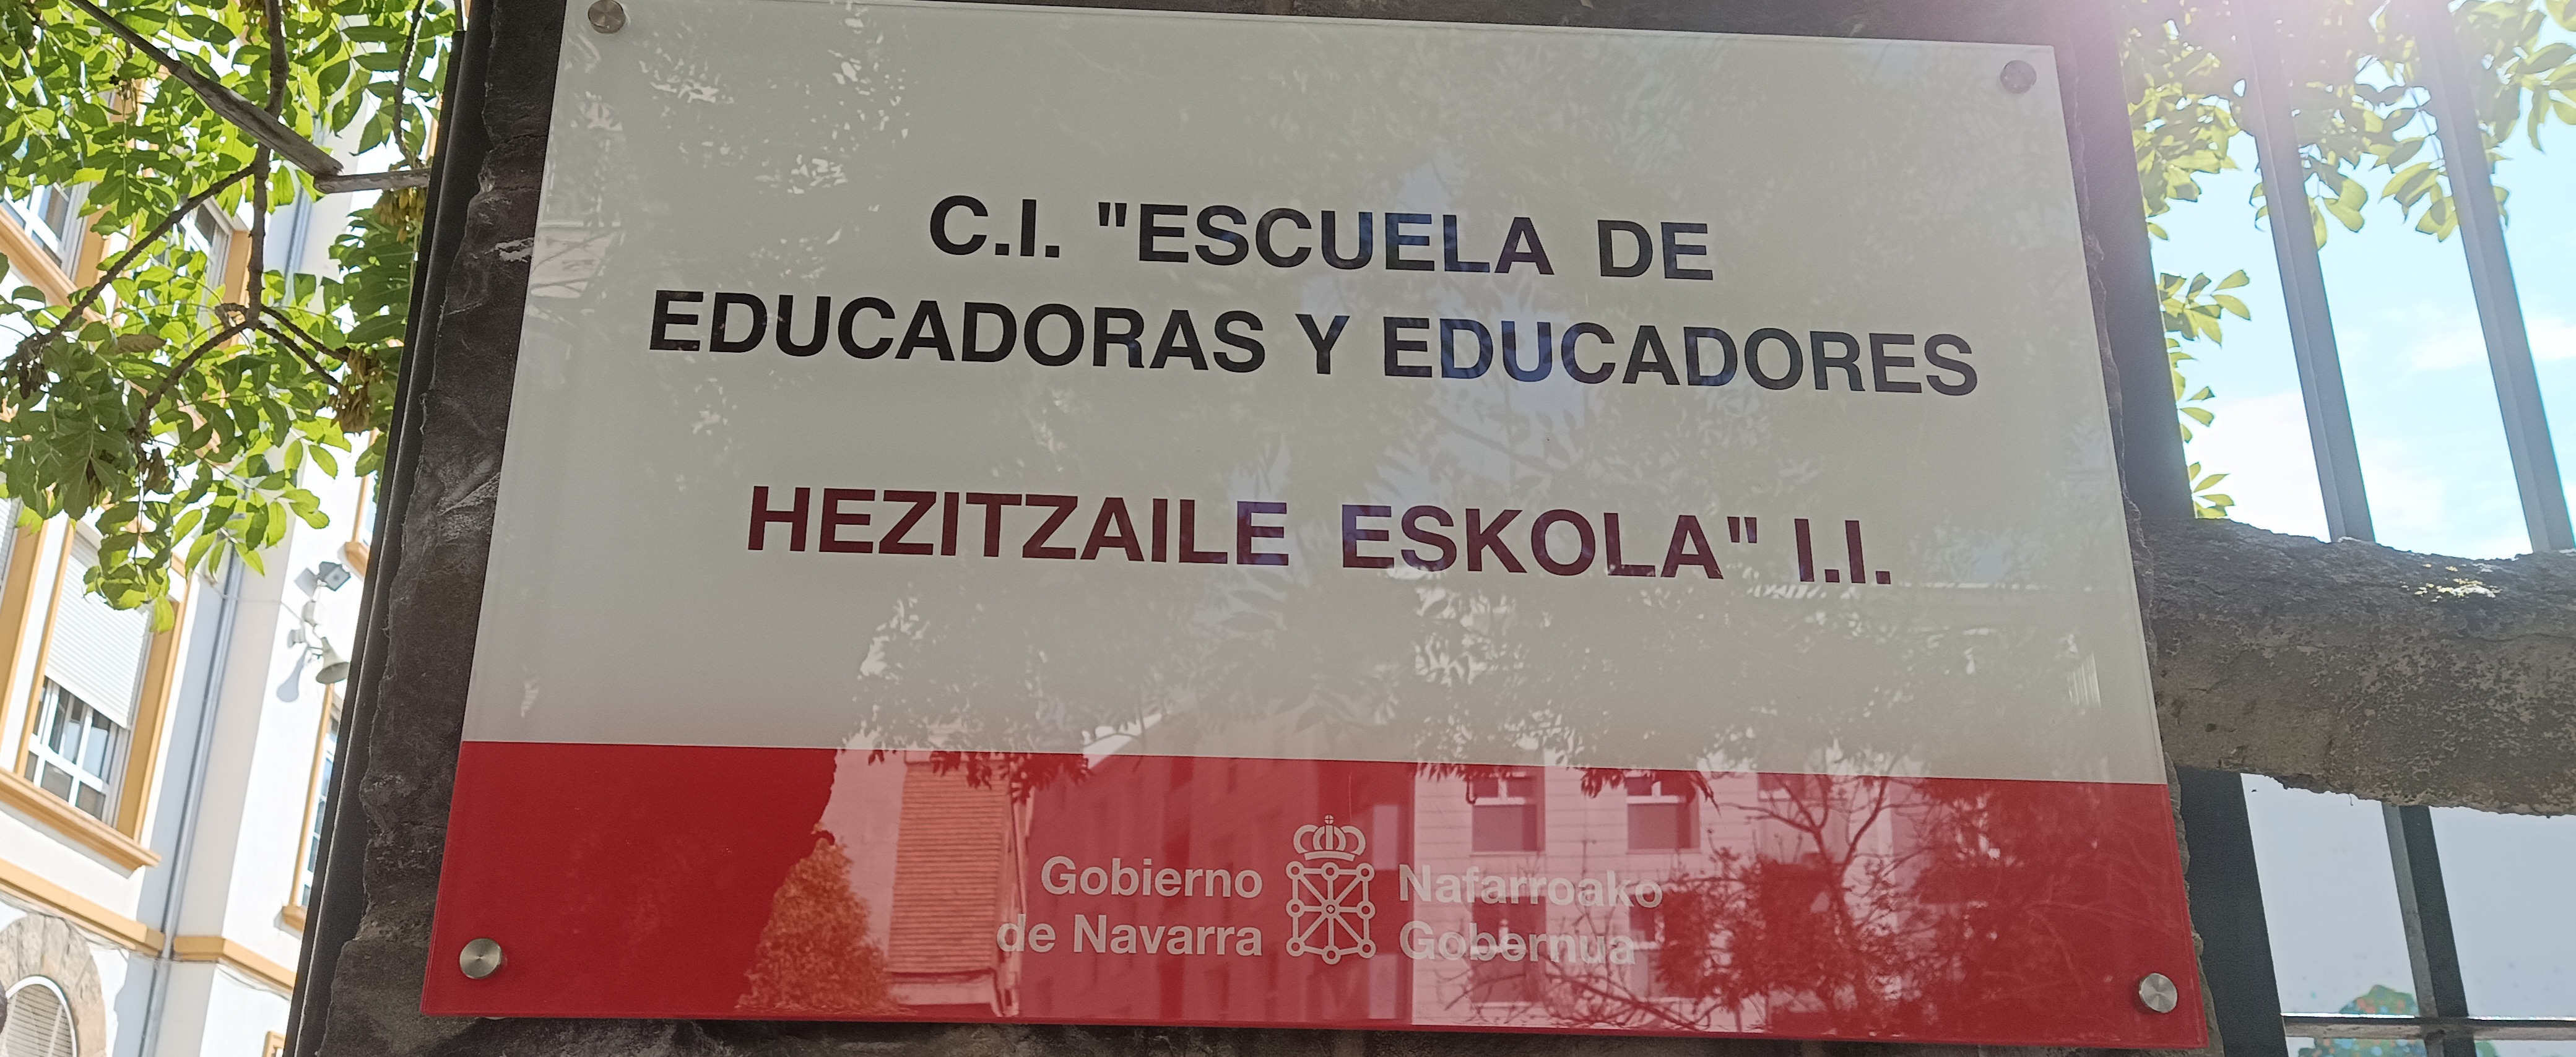 C.I. "ESCUELA DE
EDUCADORAS Y EDUCADORES
HEZITZAILE ESKOLA" I.I.
Gobierno
de Navarra
Nafarroako
Gobernua